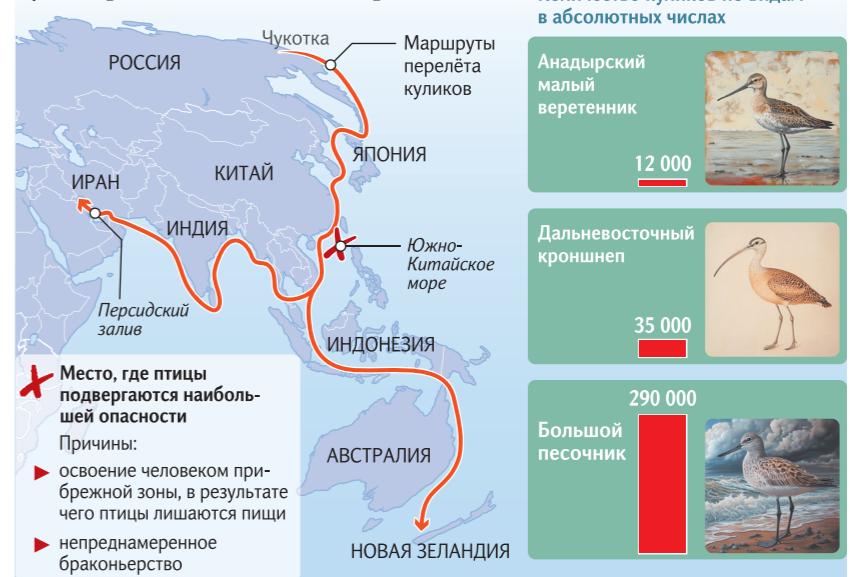 в абсолютных числах
Чукотка
РОССИЯ
Маршруты
перелёта
куликов
ЯПОНИЯ
КИТАЙ
ИРАН
ИНДИЯ
Южно-
Китайское
море
Персидский
залив
ИНДОНЕЗИЯ
АВСТРАЛИЯ
НОВАЯ ЗЕЛАНДИЯ
Место, где птицы
подвергаются наиболь-
шей опасности
Причины:
освоение человеком при-
брежной зоны, в результате
чего птицы лишаются пищи
непреднамеренное
браконьерство
Анадырский
малый
веретенник
12 000
Дальневосточный
кроншнеп
35 000
290 000
Большой
песочник